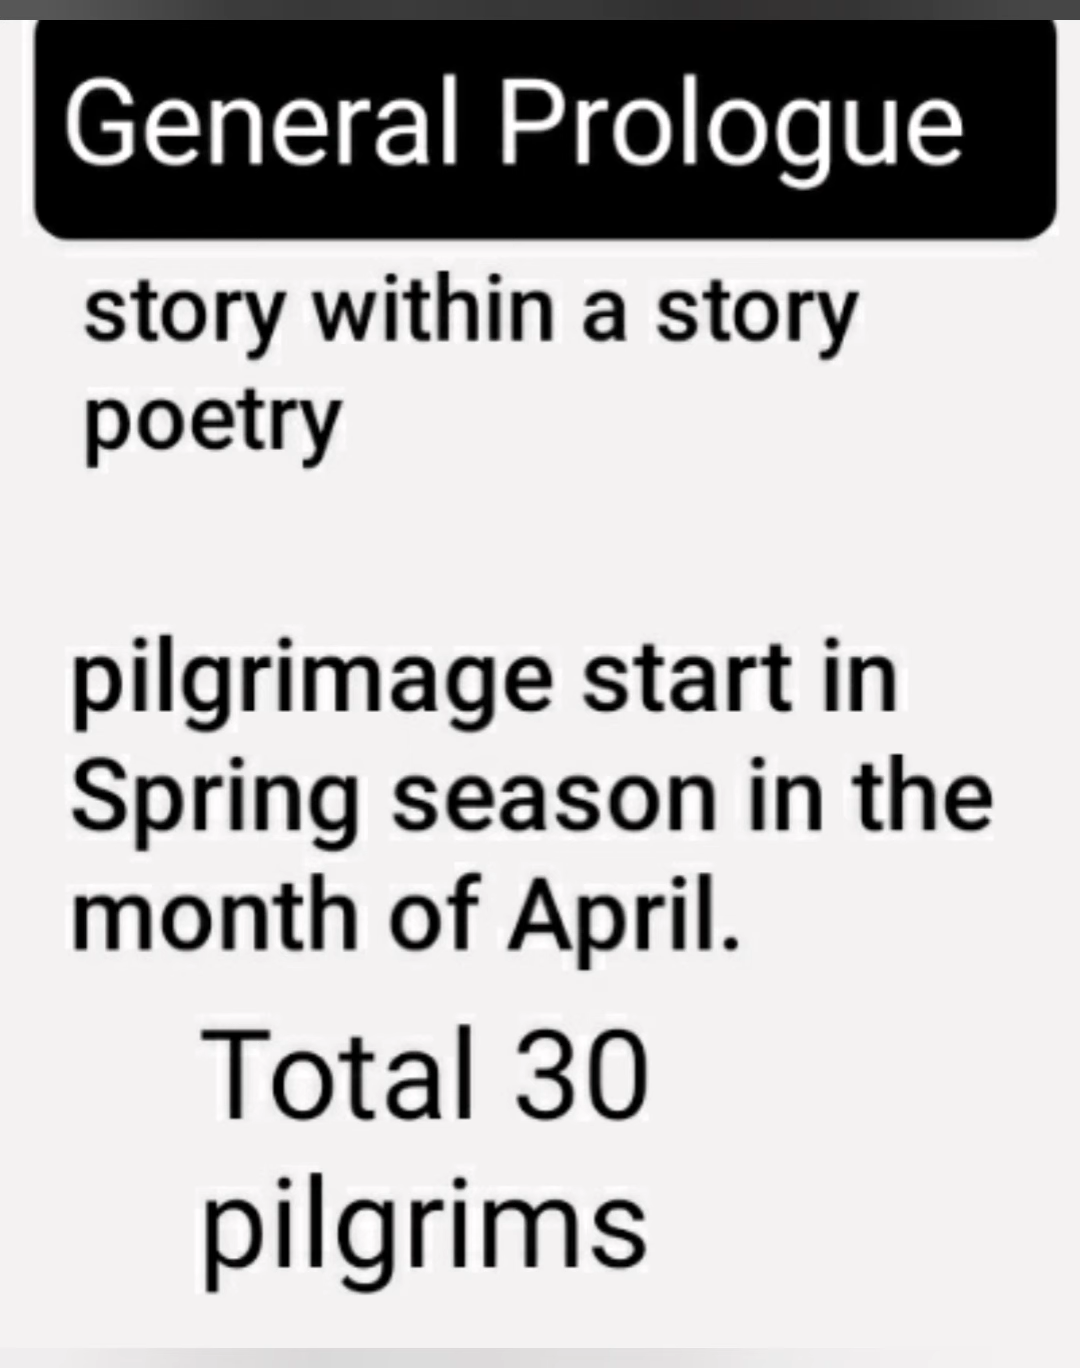 General Prologue
story within a story
poetry
pilgrimage start in
Spring season in the
month of April.
Total 30
pilgrims